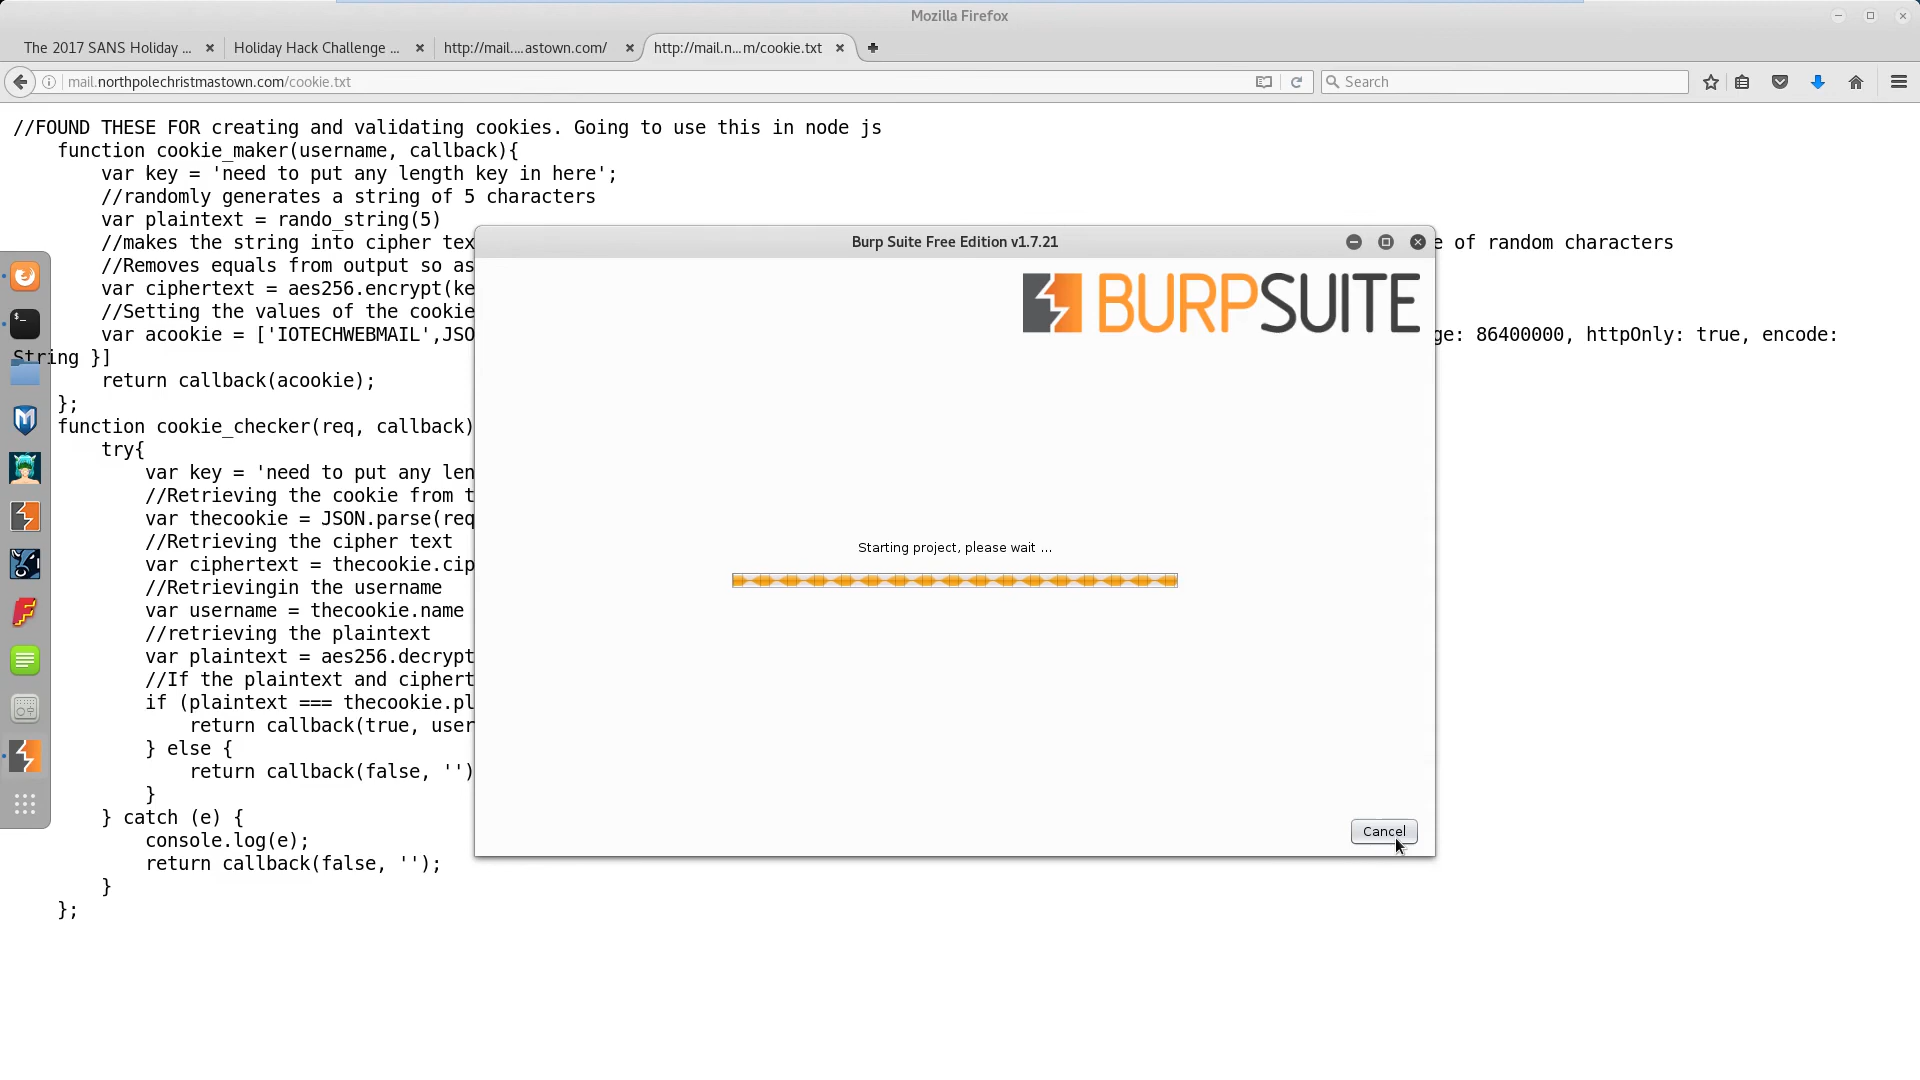 Mozilla Firefox
The 2017 SANS Holiday ...
Holiday Hack Challenge ...
http://mail....astown.com/
http://mail.n...m/cookie.txt
mail.northpolechristmastown.com/cookie.txt
Search
//FOUND THESE FOR creating and validating cookies. Going to use this in node js
function cookie_maker(username, callback){
var key = 'need to put any length key in here';
//randomly generates a string of 5 characters
var plaintext = rando_string(5)
//makes the string into cipher tex
e of random characters
//Removes equals from output so as
var ciphertext = aes256.encrypt(ke
//Setting the values of the cookie
var acookie = ['IOTECHWEBMAIL',JSO
ge: 86400000, httpOnly: true, encode:
String }]
return callback(acookie);
};
function cookie_checker(req, callback)
try{
var key = 'need to put any len
//Retrieving the cookie from t
var thecookie = JSON.parse(req
//Retrieving the cipher text
var ciphertext = thecookie.cip
//Retrievingin the username
var username = thecookie.name
//retrieving the plaintext
var plaintext = aes256.decrypt
//If the plaintext and ciphert
if (plaintext === thecookie.pl
return callback(true, user
} else {
return callback(false, '')
}
} catch (e) {
console.log(e);
return callback(false, '');
}
};
Burp Suite Free Edition v1.7.21
BURPSUITE
Starting project, please wait ...
Cancel